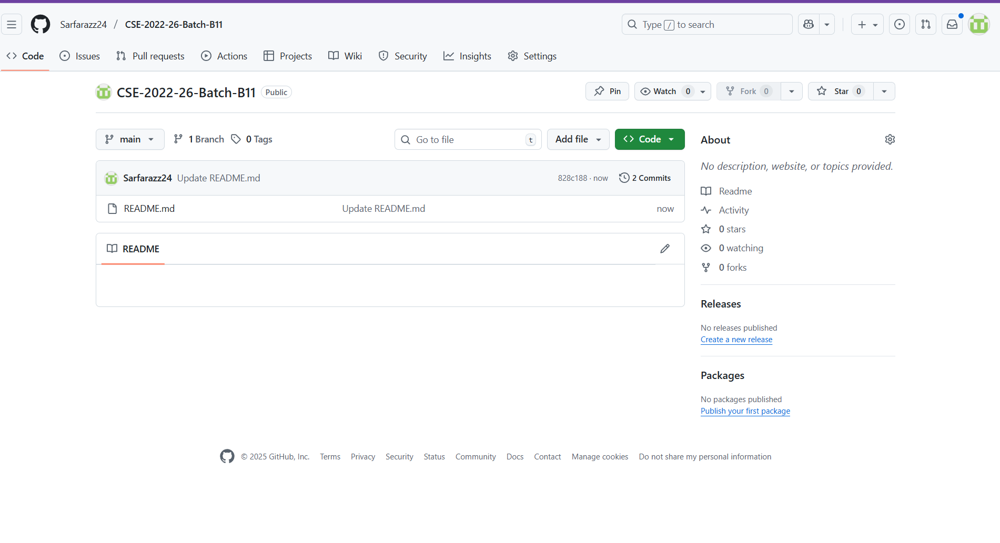 Sarfarazz24 / CSE-2022-26-Batch-B11
Type / to search
Code Issues Pull requests Actions Projects Wiki Security Insights Settings
CSE-2022-26-Batch-B11 Public
Pin Watch 0 Fork 0 Star 0
main 1 Branch 0 Tags
Go to file t Add file Code
Sarfarazz24 Update README.md 828c188 · now 2 Commits
README.md Update README.md now
README
About
No description, website, or topics provided.
Readme
Activity
0 stars
0 watching
0 forks
Releases
No releases published
Create a new release
Packages
No packages published
Publish your first package
© 2025 GitHub, Inc. Terms Privacy Security Status Community Docs Contact Manage cookies Do not share my personal information